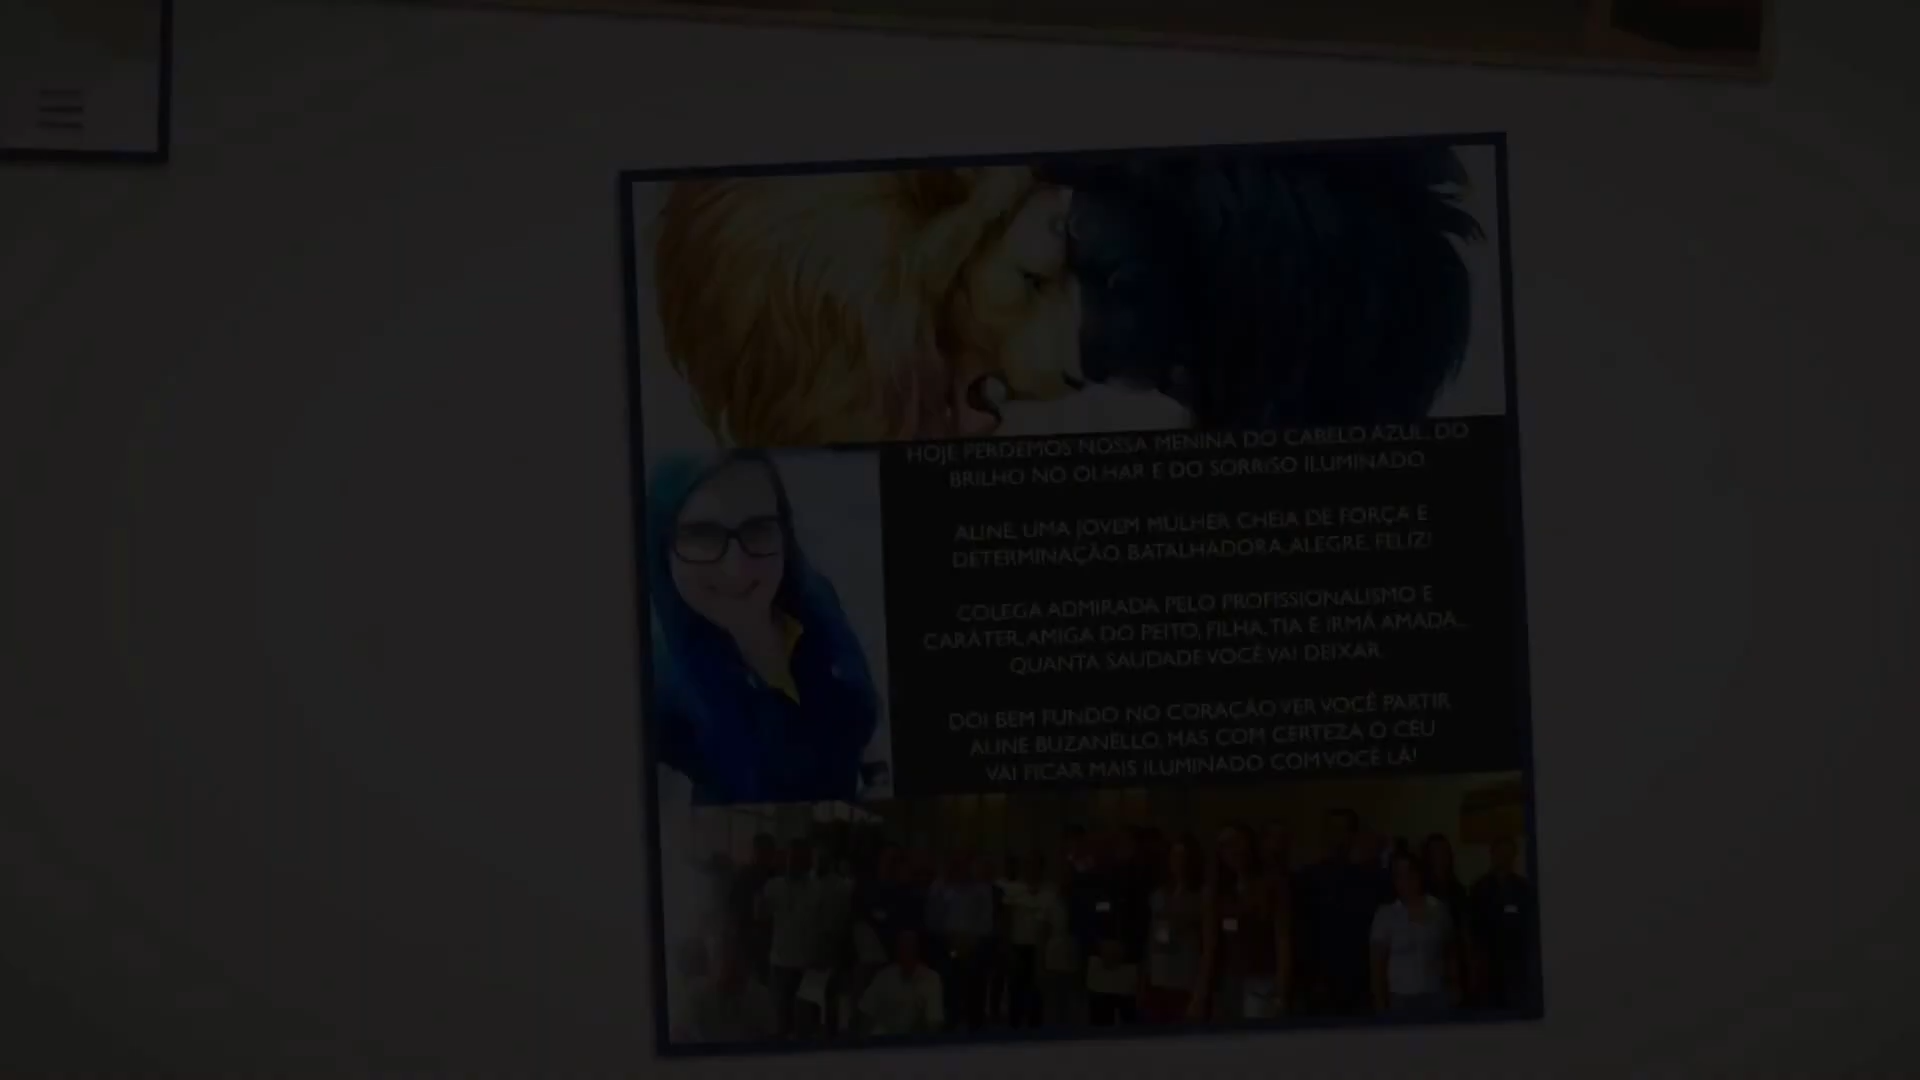 HOJE PERDEMOS NOSSA MENINA DO CABELO AZUL, DO
BRILHO NO OLHAR E DO SORRISO ILUMINADO.
ALINE, UMA JOVEM MULHER CHEIA DE FORÇA E
DETERMINAÇÃO. BATALHADORA, ALEGRE, FELIZ!
COLEGA ADMIRADA PELO PROFISSIONALISMO E
CARÁTER, AMIGA DO PEITO, FILHA, TIA E IRMÃ AMADA...
QUANTA SAUDADE VOCÊ VAI DEIXAR.
DÓI BEM FUNDO NO CORAÇÃO VER VOCÊ PARTIR
ALINE BUZANELLO, MAS COM CERTEZA O CÉU
VAI FICAR MAIS ILUMINADO COM VOCÊ LÁ!